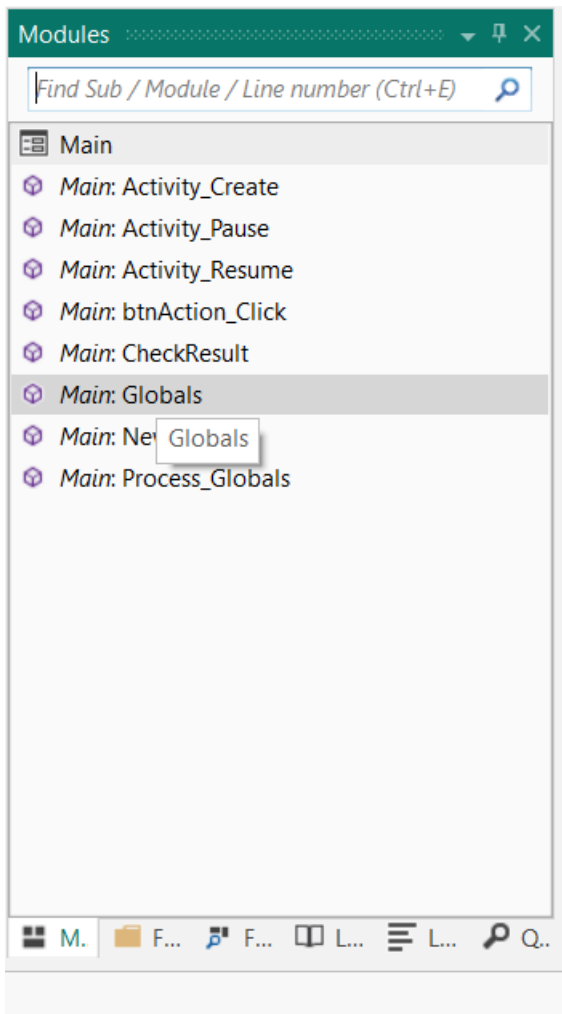 Modules
Find Sub / Module / Line number (Ctrl+E)
Main
Main: Activity_Create
Main: Activity_Pause
Main: Activity_Resume
Main: btnAction_Click
Main: CheckResult
Main: Globals
Main:
Globals
Main: Process_Globals
M. F... F... L... L... Q..